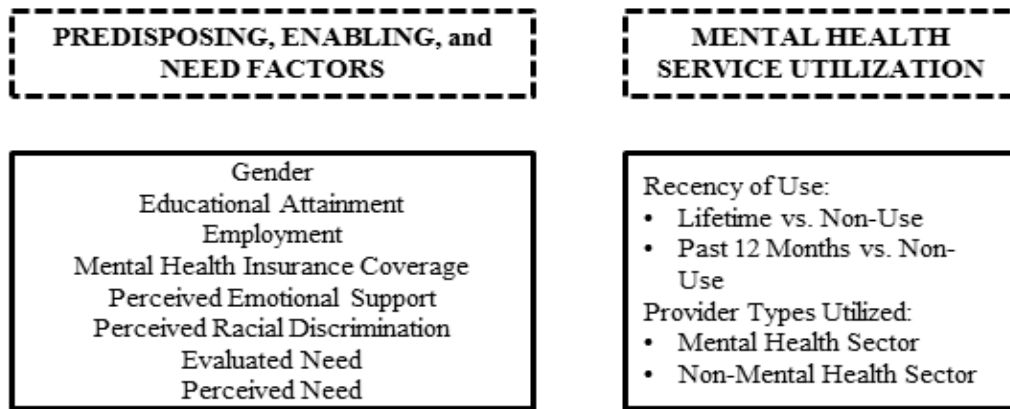 PREDISPOSING, ENABLING, and
NEED FACTORS
MENTAL HEALTH
SERVICE UTILIZATION
Gender
Educational Attainment
Employment
Mental Health Insurance Coverage
Perceived Emotional Support
Perceived Racial Discrimination
Evaluated Need
Perceived Need
Recency of Use:
• Lifetime vs. Non-Use
• Past 12 Months vs. Non-
Use
Provider Types Utilized:
• Mental Health Sector
• Non-Mental Health Sector